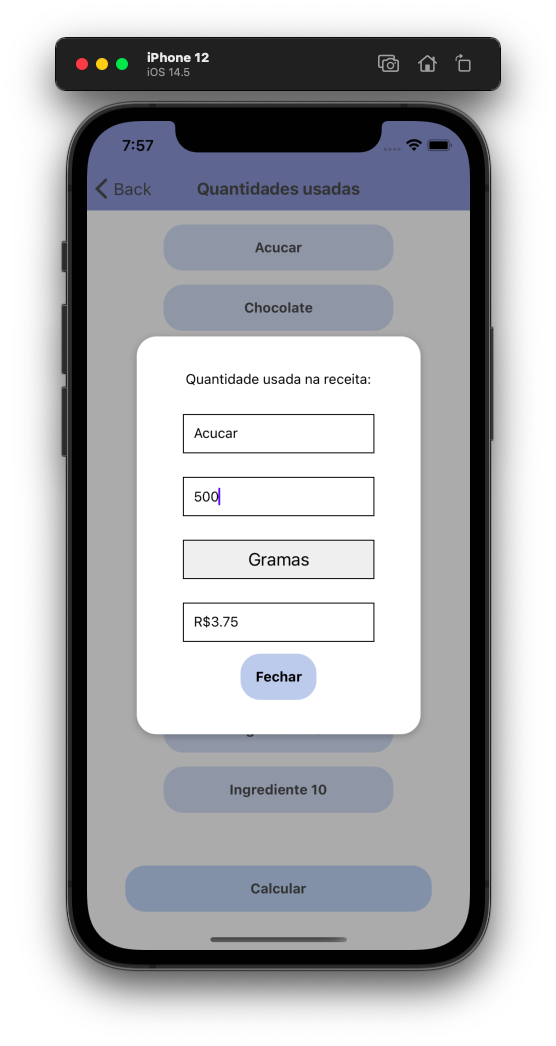 iPhone 12
iOS 14.5
7:57
Back
Quantidades usadas
Acucar
Chocolate
Quantidade usada na receita:
Acucar
500
Gramas
R$3.75
Fechar
Ingrediente 10
Calcular